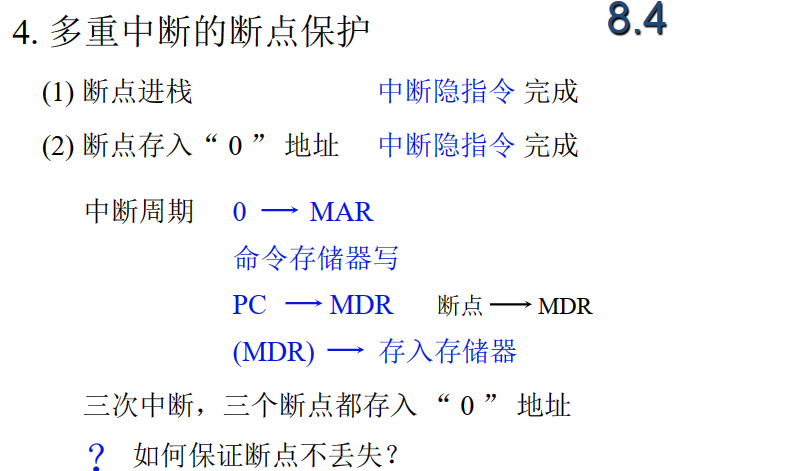 8.4
4. 多重中断的断点保护
(1) 断点进栈 中断隐指令 完成
(2) 断点存入“ 0 ” 地址 中断隐指令 完成
中断周期 0 → MAR
命令存储器写
PC → MDR 断点 → MDR
(MDR) → 存入存储器
三次中断，三个断点都存入 “ 0 ” 地址
？ 如何保证断点不丢失？